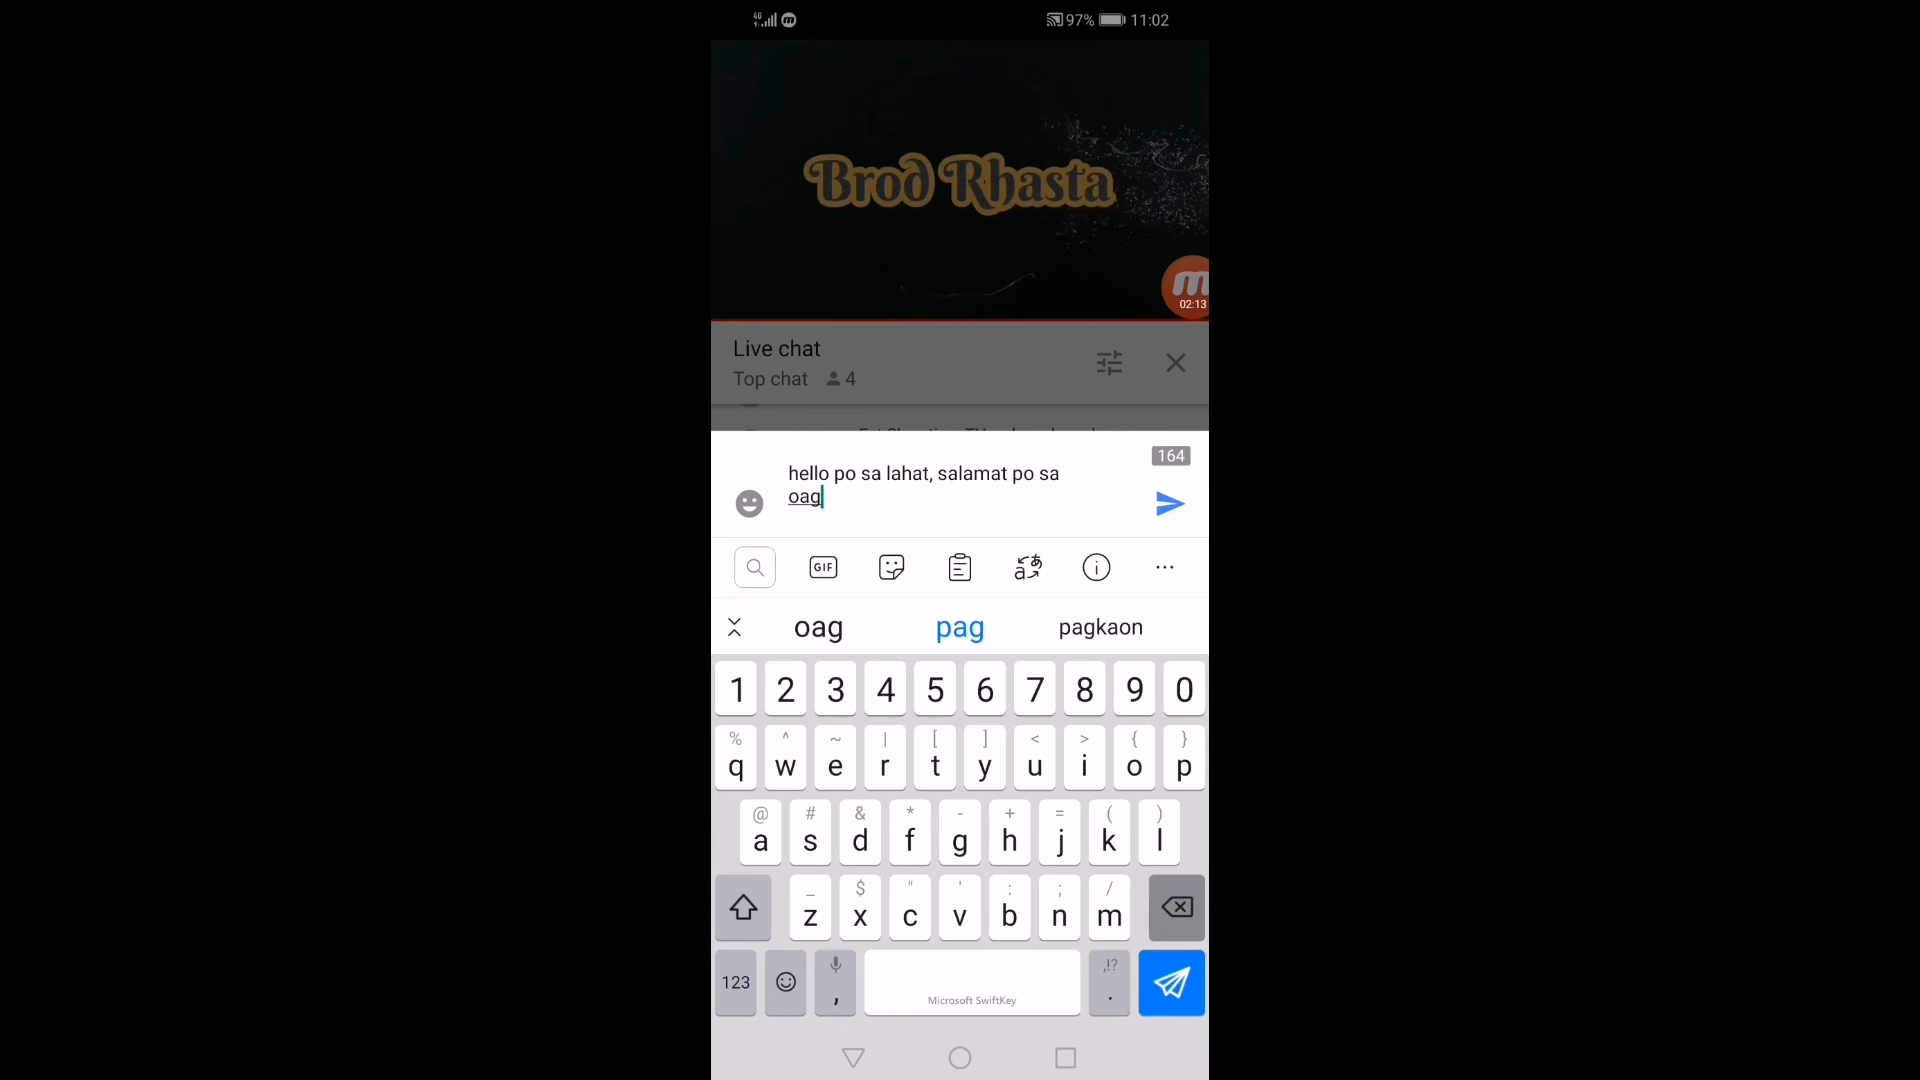 4G
97% 11:02
Brod Rhasta
02:13
Live chat
Top chat 4
164
hello po sa lahat, salamat po sa
oag
GIF
oag pag pagkaon
1 2 3 4 5 6 7 8 9 0
% ^ ~ | [ ] < > { }
q w e r t y u i o p
@ # & * - + = ( )
a s d f g h j k l
_ $ " ' : ; /
z x c v b n m
,!?
123 , Microsoft SwiftKey .